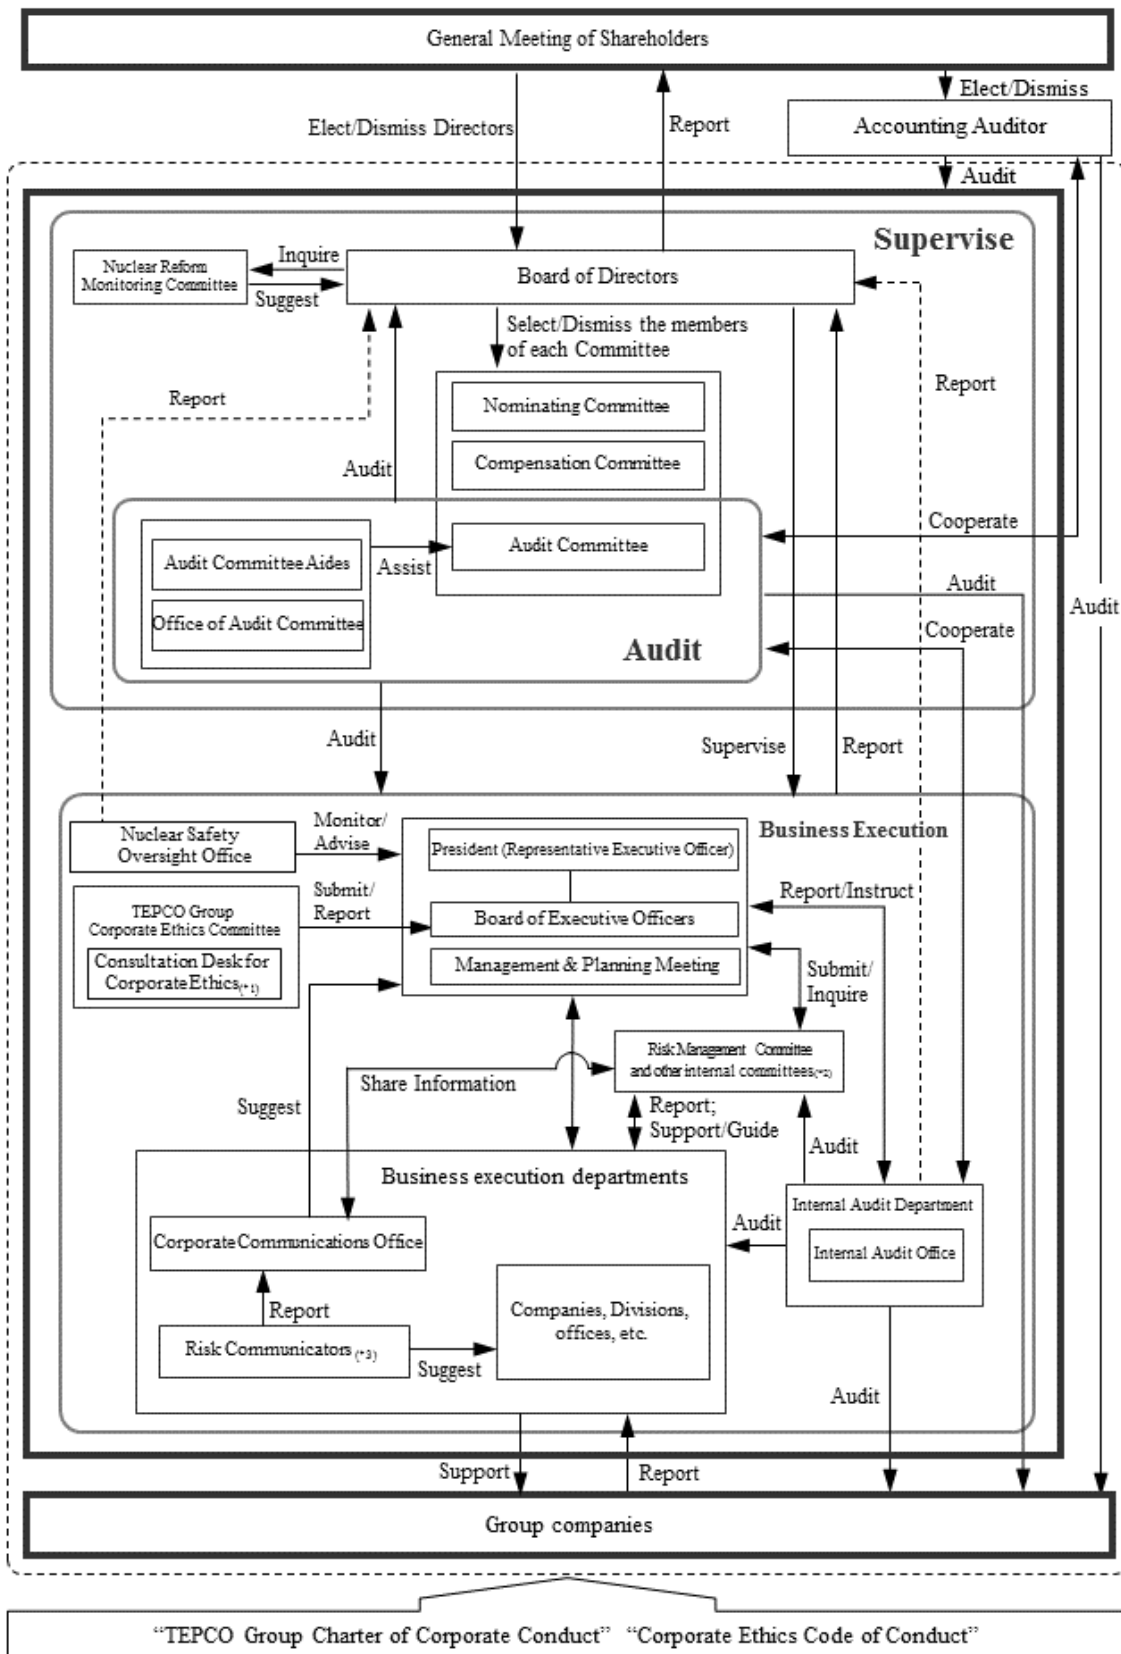 General Meeting of Shareholders
Elect/Dismiss
Elect/Dismiss Directors
Report
Accounting Auditor
Audit
Supervise
Nuclear Reform
Monitoring Committee
Inquire
Suggest
Board of Directors
Select/Dismiss the members
of each Committee
Report
Report
Nominating Committee
Compensation Committee
Audit
Cooperate
Audit Committee
Audit Committee Aides
Assist
Office of Audit Committee
Audit
Audit
Cooperate
Audit
Audit
Supervise
Report
Business Execution
Nuclear Safety
Oversight Office
Monitor/
Advise
President (Representative Executive Officer)
Submit/
Report
Report/Instruct
TEPCO Group
Corporate Ethics Committee
Board of Executive Officers
Consultation Desk for
Corporate Ethics(*1)
Management & Planning Meeting
Submit/
Inquire
Risk Management Committee
and other internal committees(*2)
Share Information
Suggest
Report;
Support/Guide
Audit
Business execution departments
Internal Audit Department
Audit
Corporate Communications Office
Internal Audit Office
Report
Companies, Divisions,
offices, etc.
Risk Communicators (*3)
Suggest
Audit
Support
Report
Group companies
“TEPCO Group Charter of Corporate Conduct” “Corporate Ethics Code of Conduct”